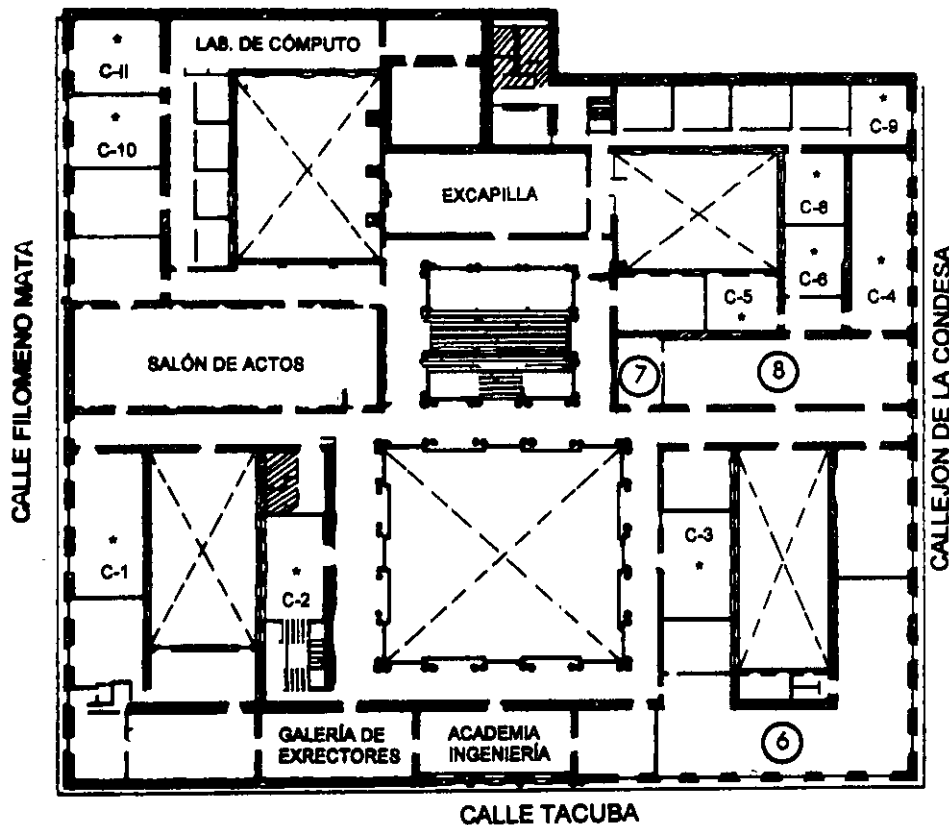 LAB. DE CÓMPUTO
* C-11
* C-10
* C-9
EXCAPILLA
* C-8
* C-6
* C-4
C-5 *
CALLE FILOMENO MATA
SALÓN DE ACTOS
7
8
CALLEJON DE LA CONDESA
* C-1
* C-2
C-3 *
GALERÍA DE
EXRECTORES
ACADEMIA
INGENIERÍA
6
CALLE TACUBA